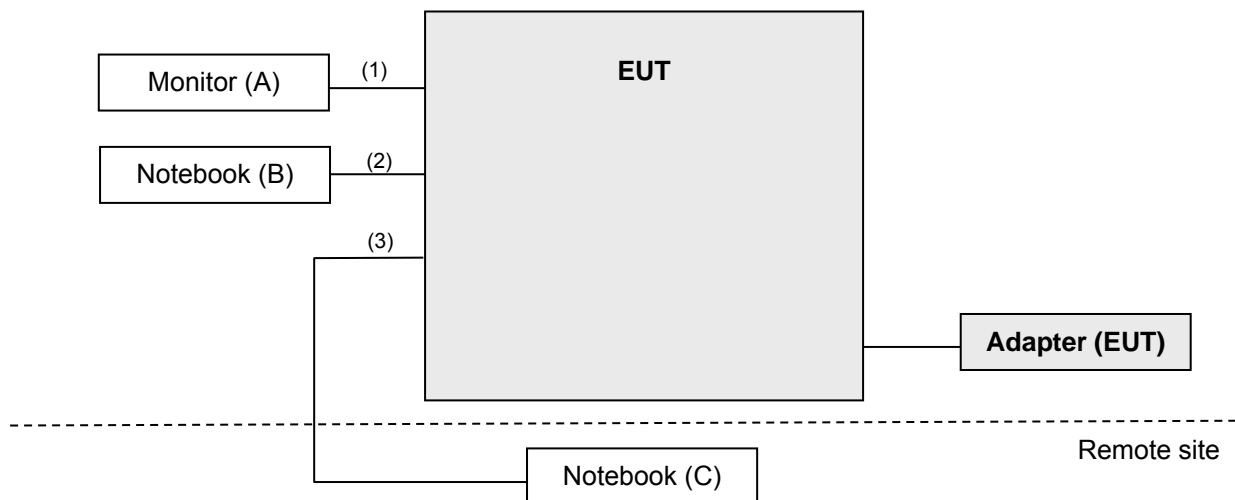 EUT
Monitor (A)
(1)
Notebook (B)
(2)
(3)
Adapter (EUT)
Remote site
Notebook (C)